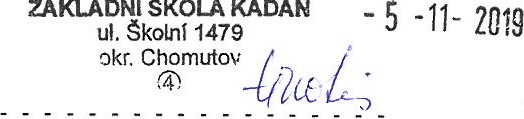 ZÁKLADNÍ ŠKOLA KADAŇ
ul. Školní 1479
okr. Chomutov
④
- 5 -11- 2019